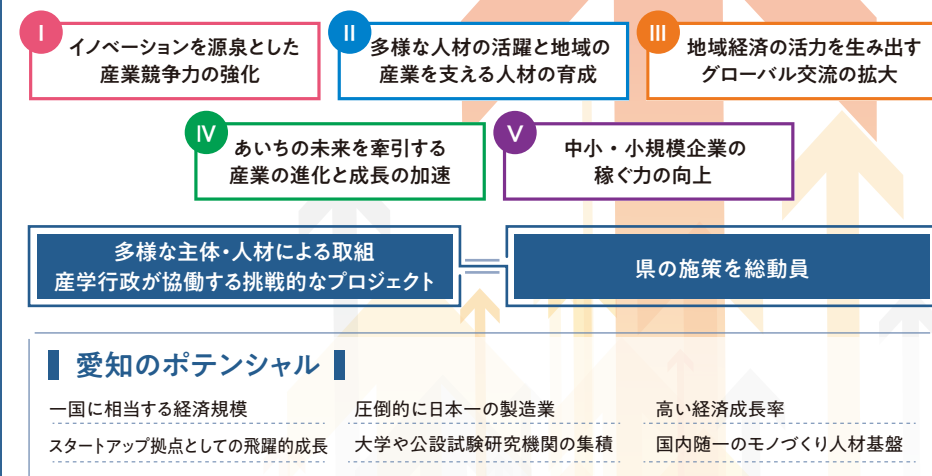 Ⅰ
イノベーションを源泉とした
産業競争力の強化
Ⅱ
多様な人材の活躍と地域の
産業を支える人材の育成
Ⅲ
地域経済の活力を生み出す
グローバル交流の拡大
Ⅳ
あいちの未来を牽引する
産業の進化と成長の加速
Ⅴ
中小・小規模企業の
稼ぐ力の向上
多様な主体・人材による取組
産学行政が協働する挑戦的なプロジェクト
県の施策を総動員
愛知のポテンシャル
一国に相当する経済規模
圧倒的に日本一の製造業
高い経済成長率
スタートアップ拠点としての飛躍的成長
大学や公設試験研究機関の集積
国内随一のモノづくり人材基盤